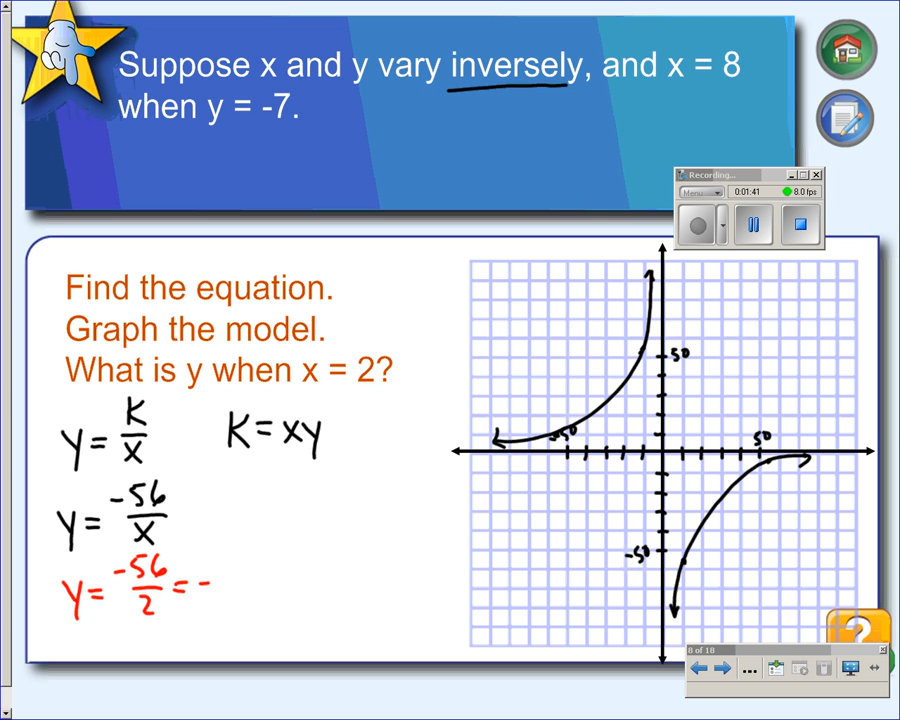 Suppose x and y vary inversely, and x = 8
when y = -7.
Recording...
Menu
0:01:41
8.0 fps
Find the equation.
Graph the model.
What is y when x = 2?
y = K/x
K = xy
y = -56/x
y = -56/2 = -
50
-50
50
-50
?
8 of 18
...